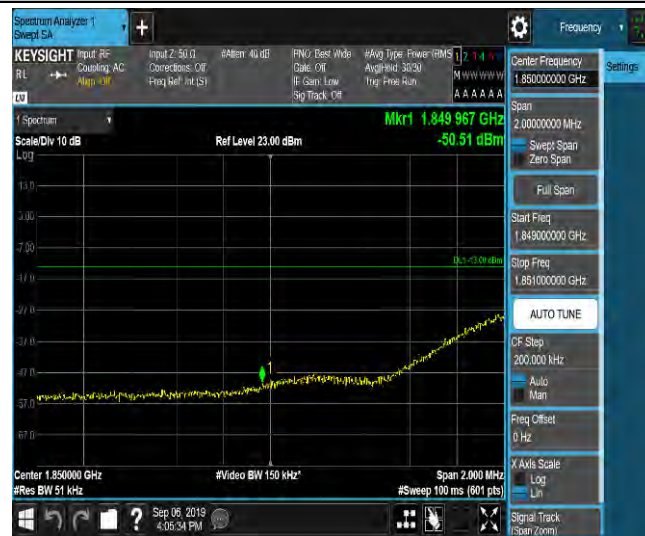 Spectrum Analyzer 1
Swept SA
Frequency
KEYSIGHT
RL
Input: RF
Coupling: AC
Align: Off
Input Z: 50 Ω
Corrections: Off
Freq Ref: Int (S)
#Atten: 40 dB
PNO: Best Wide
Gate: Off
IF Gain: Low
Sig Track: Off
#Avg Type: Power (RMS
Avg|Hold: 30/30
Trig: Free Run
M W W W W W
A A A A A A
1 Spectrum
Scale/Div 10 dB
Log
Ref Level 23.00 dBm
Mkr1 1.849 967 GHz
-50.51 dBm
13.0
3.00
-7.00
-17.0
-27.0
-37.0
-47.0
-57.0
-67.0
DL1 -13.00 dBm
1
Center 1.850000 GHz
#Res BW 51 kHz
#Video BW 150 kHz*
Span 2.000 MHz
#Sweep 100 ms (601 pts)
Sep 06, 2019
4:05:34 PM
Center Frequency
1.850000000 GHz
Settings
Span
2.00000000 MHz
Swept Span
Zero Span
Full Span
Start Freq
1.849000000 GHz
Stop Freq
1.851000000 GHz
AUTO TUNE
CF Step
200.000 kHz
Auto
Man
Freq Offset
0 Hz
X Axis Scale
Log
Lin
Signal Track
(Span Zoom)